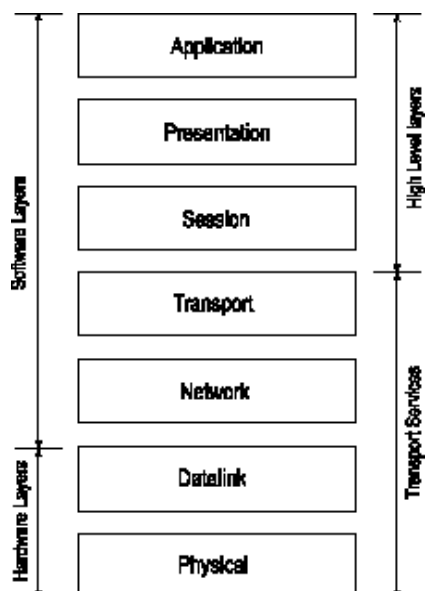 Application
Presentation
Session
Transport
Network
Datalink
Physical
Software Layers
Hardware Layers
High Level layers
Transport Services